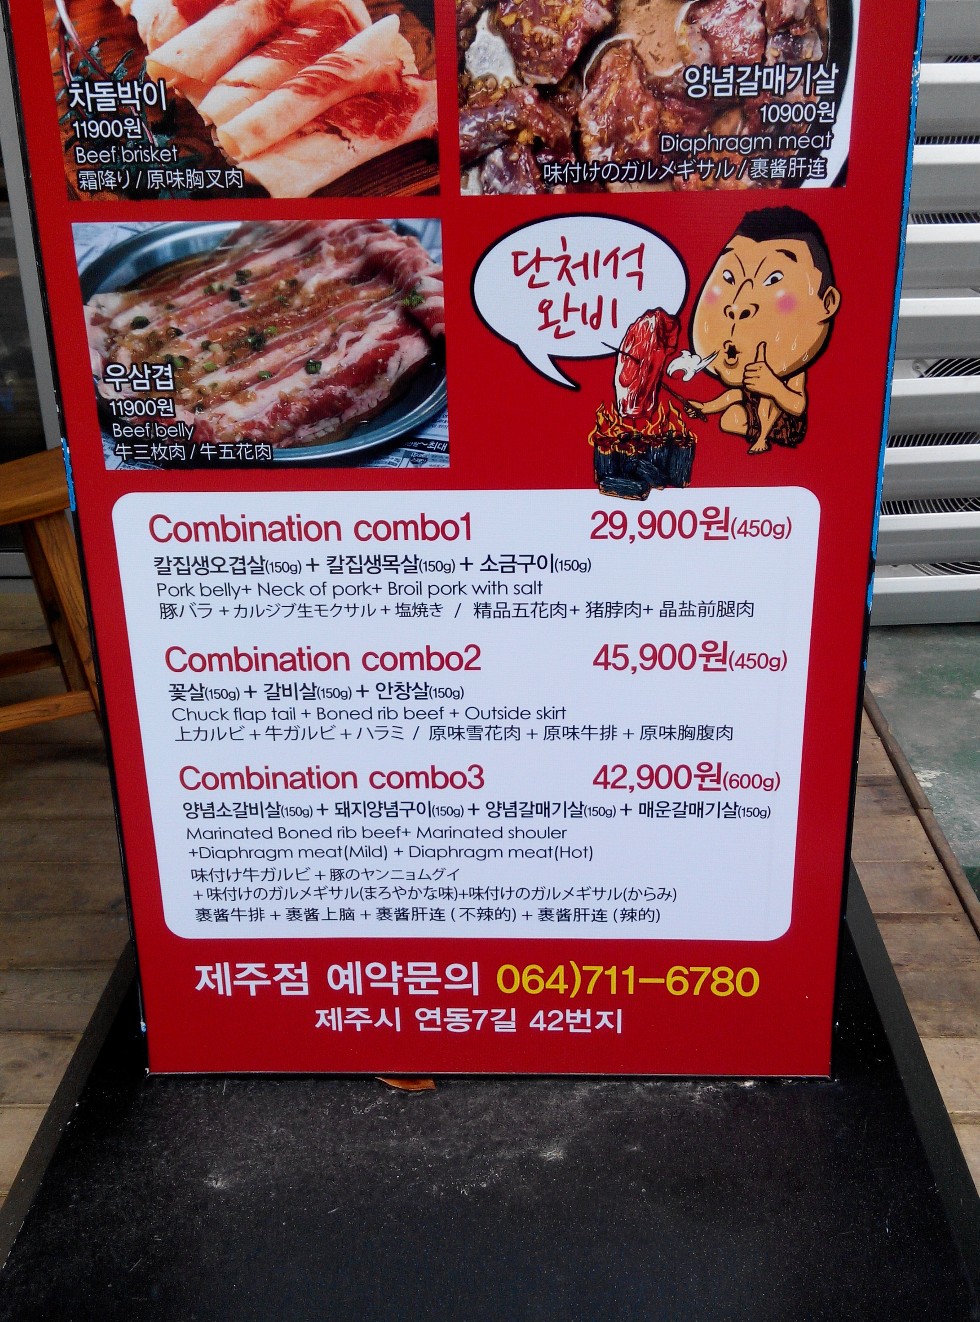 차돌박이
11900원
Beef brisket
霜降り / 原味胸叉肉
양념갈매기살
10900원
Diaphragm meat
味付けのガルメギサル / 裹酱肝连
우삼겹
11900원
Beef belly
牛三枚肉 / 牛五花肉
단체석
완비
Combination combo1 29,900원(450g)
칼집생오겹살(150g) + 칼집생목살(150g) + 소금구이(150g)
Pork belly+ Neck of pork+ Broil pork with salt
豚バラ + カルジブ生モクサル + 塩焼き / 精品五花肉+ 猪脖肉+ 晶盐前腿肉
Combination combo2 45,900원(450g)
꽃살(150g) + 갈비살(150g) + 안창살(150g)
Chuck flap tail + Boned rib beef + Outside skirt
上カルビ + 牛ガルビ + ハラミ / 原味雪花肉 + 原味牛排 + 原味胸腹肉
Combination combo3 42,900원(600g)
양념소갈비살(150g) + 돼지양념구이(150g) + 양념갈매기살(150g) + 매운갈매기살(150g)
Marinated Boned rib beef+ Marinated shouler
+Diaphragm meat(Mild) + Diaphragm meat(Hot)
味付け牛ガルビ + 豚のヤンニョムグイ
+ 味付けのガルメギサル(まろやかな味)+味付けのガルメギサル(からみ)
裹酱牛排 + 裹酱上脑 + 裹酱肝连 ( 不辣的) + 裹酱肝连 ( 辣的)
제주점 예약문의 064)711-6780
제주시 연동7길 42번지